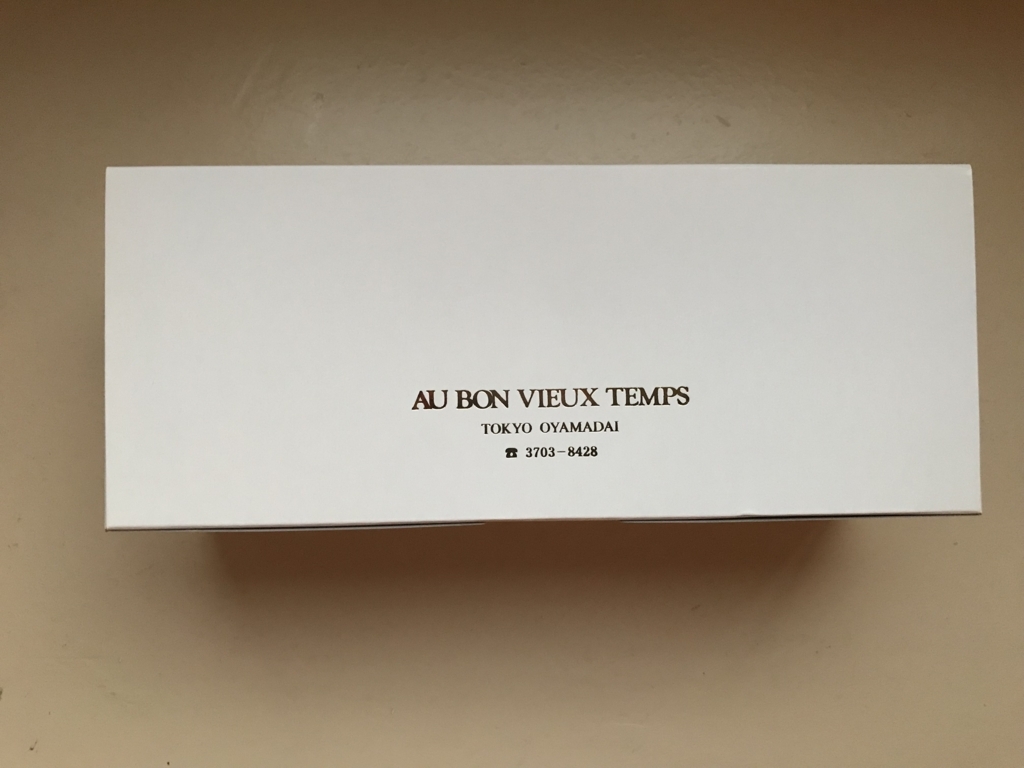 AU BON VIEUX TEMPS
TOKYO OYAMADAI
☎ 3703-8428